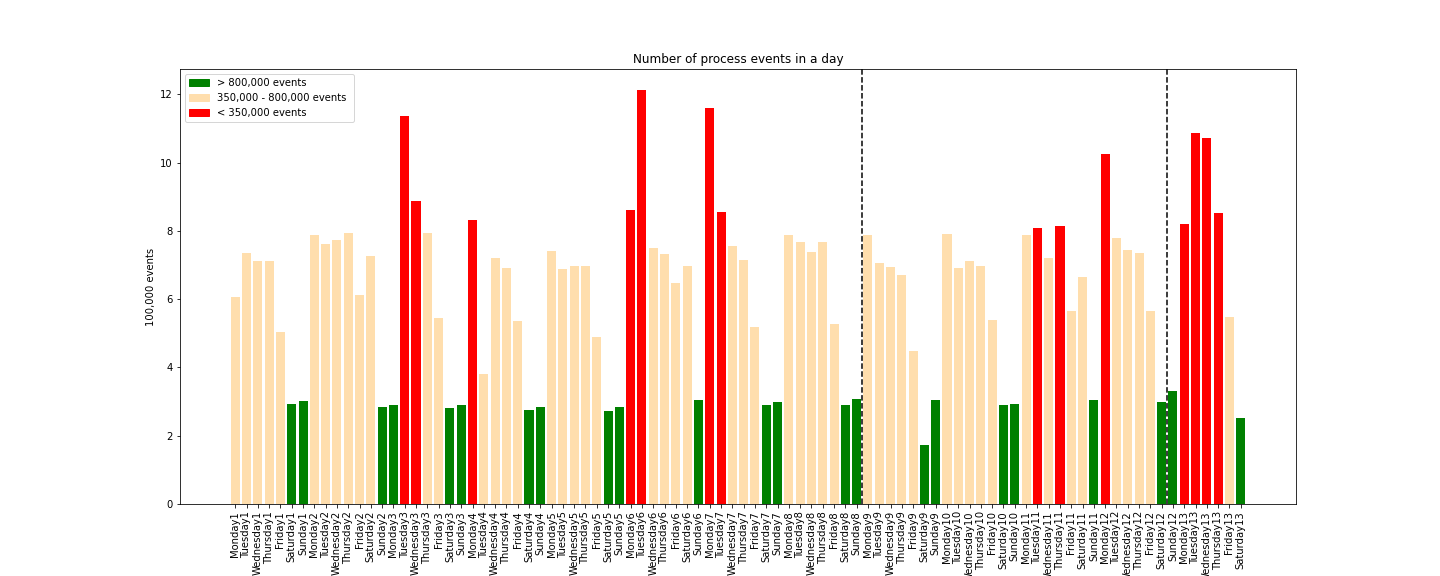 Number of process events in a day
> 800,000 events
350,000 - 800,000 events
< 350,000 events
100,000 events
12
10
8
6
4
2
0
Monday1
Tuesday1
Wednesday1
Thursday1
Friday1
Saturday1
Sunday1
Monday2
Tuesday2
Wednesday2
Thursday2
Friday2
Saturday2
Sunday2
Monday3
Tuesday3
Wednesday3
Thursday3
Friday3
Saturday3
Sunday3
Monday4
Tuesday4
Wednesday4
Thursday4
Friday4
Saturday4
Sunday4
Monday5
Tuesday5
Wednesday5
Thursday5
Friday5
Saturday5
Sunday5
Monday6
Tuesday6
Wednesday6
Thursday6
Friday6
Saturday6
Sunday6
Monday7
Tuesday7
Wednesday7
Thursday7
Friday7
Saturday7
Sunday7
Monday8
Tuesday8
Wednesday8
Thursday8
Friday8
Saturday8
Sunday8
Monday9
Tuesday9
Wednesday9
Thursday9
Friday9
Saturday9
Sunday9
Monday10
Tuesday10
Wednesday10
Thursday10
Friday10
Saturday10
Sunday10
Monday11
Tuesday11
Wednesday11
Thursday11
Friday11
Saturday11
Sunday11
Monday12
Tuesday12
Wednesday12
Thursday12
Friday12
Saturday12
Sunday12
Monday13
Tuesday13
Wednesday13
Thursday13
Friday13
Saturday13